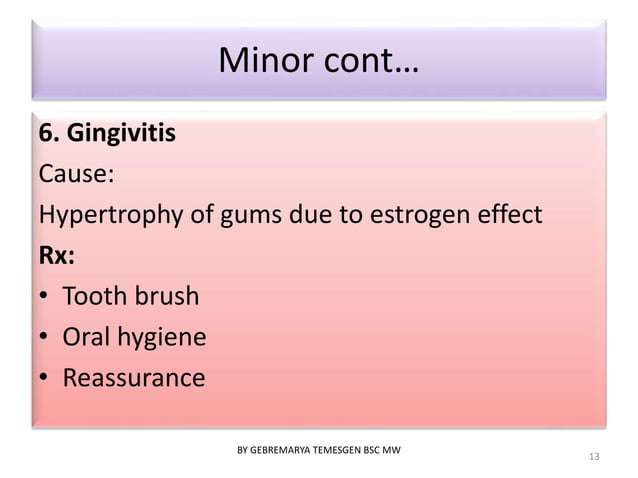 Minor cont…
6. Gingivitis
Cause:
Hypertrophy of gums due to estrogen effect
Rx:
• Tooth brush
• Oral hygiene
• Reassurance
BY GEBREMARYA TEMESGEN BSC MW
13